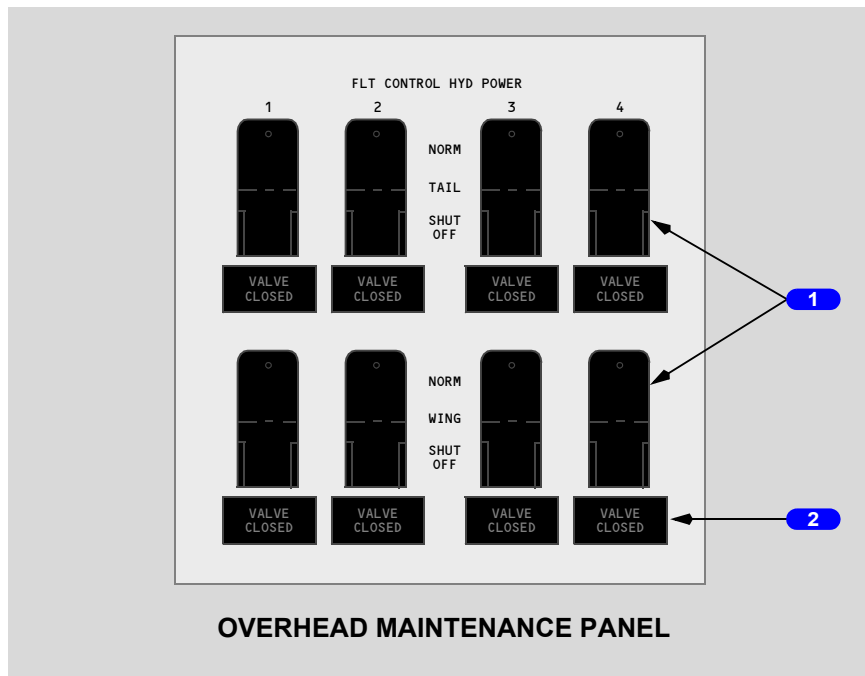 FLT CONTROL HYD POWER
1 2 3 4
NORM
TAIL
SHUT
OFF
1
VALVE VALVE VALVE VALVE
CLOSED CLOSED CLOSED CLOSED
NORM
WING
SHUT
OFF
VALVE VALVE VALVE VALVE
CLOSED CLOSED CLOSED CLOSED
2
OVERHEAD MAINTENANCE PANEL